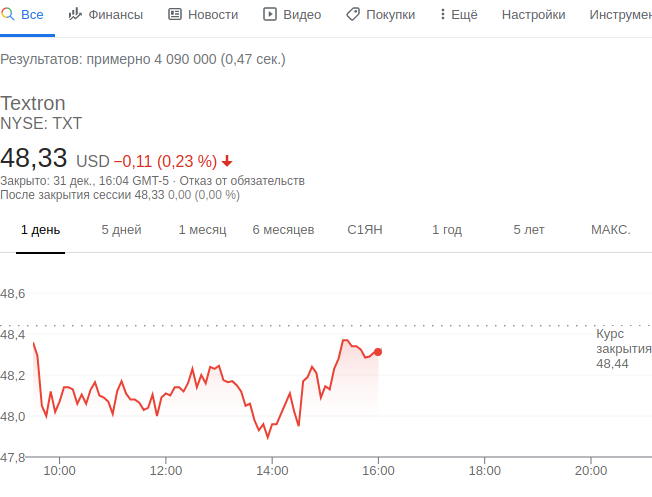 Все Финансы Новости Видео Покупки Ещё Настройки Инструмен
Результатов: примерно 4 090 000 (0,47 сек.)
Textron
NYSE: TXT
48,33 USD −0,11 (0,23 %)
Закрыто: 31 дек., 16:04 GMT-5 · Отказ от обязательств
После закрытия сессии 48,33 0,00 (0,00 %)
1 день 5 дней 1 месяц 6 месяцев С1ЯН 1 год 5 лет МАКС.
48,6
48,4
Курс
закрытия
48,44
48,2
48,0
47,8
10:00 12:00 14:00 16:00 18:00 20:00